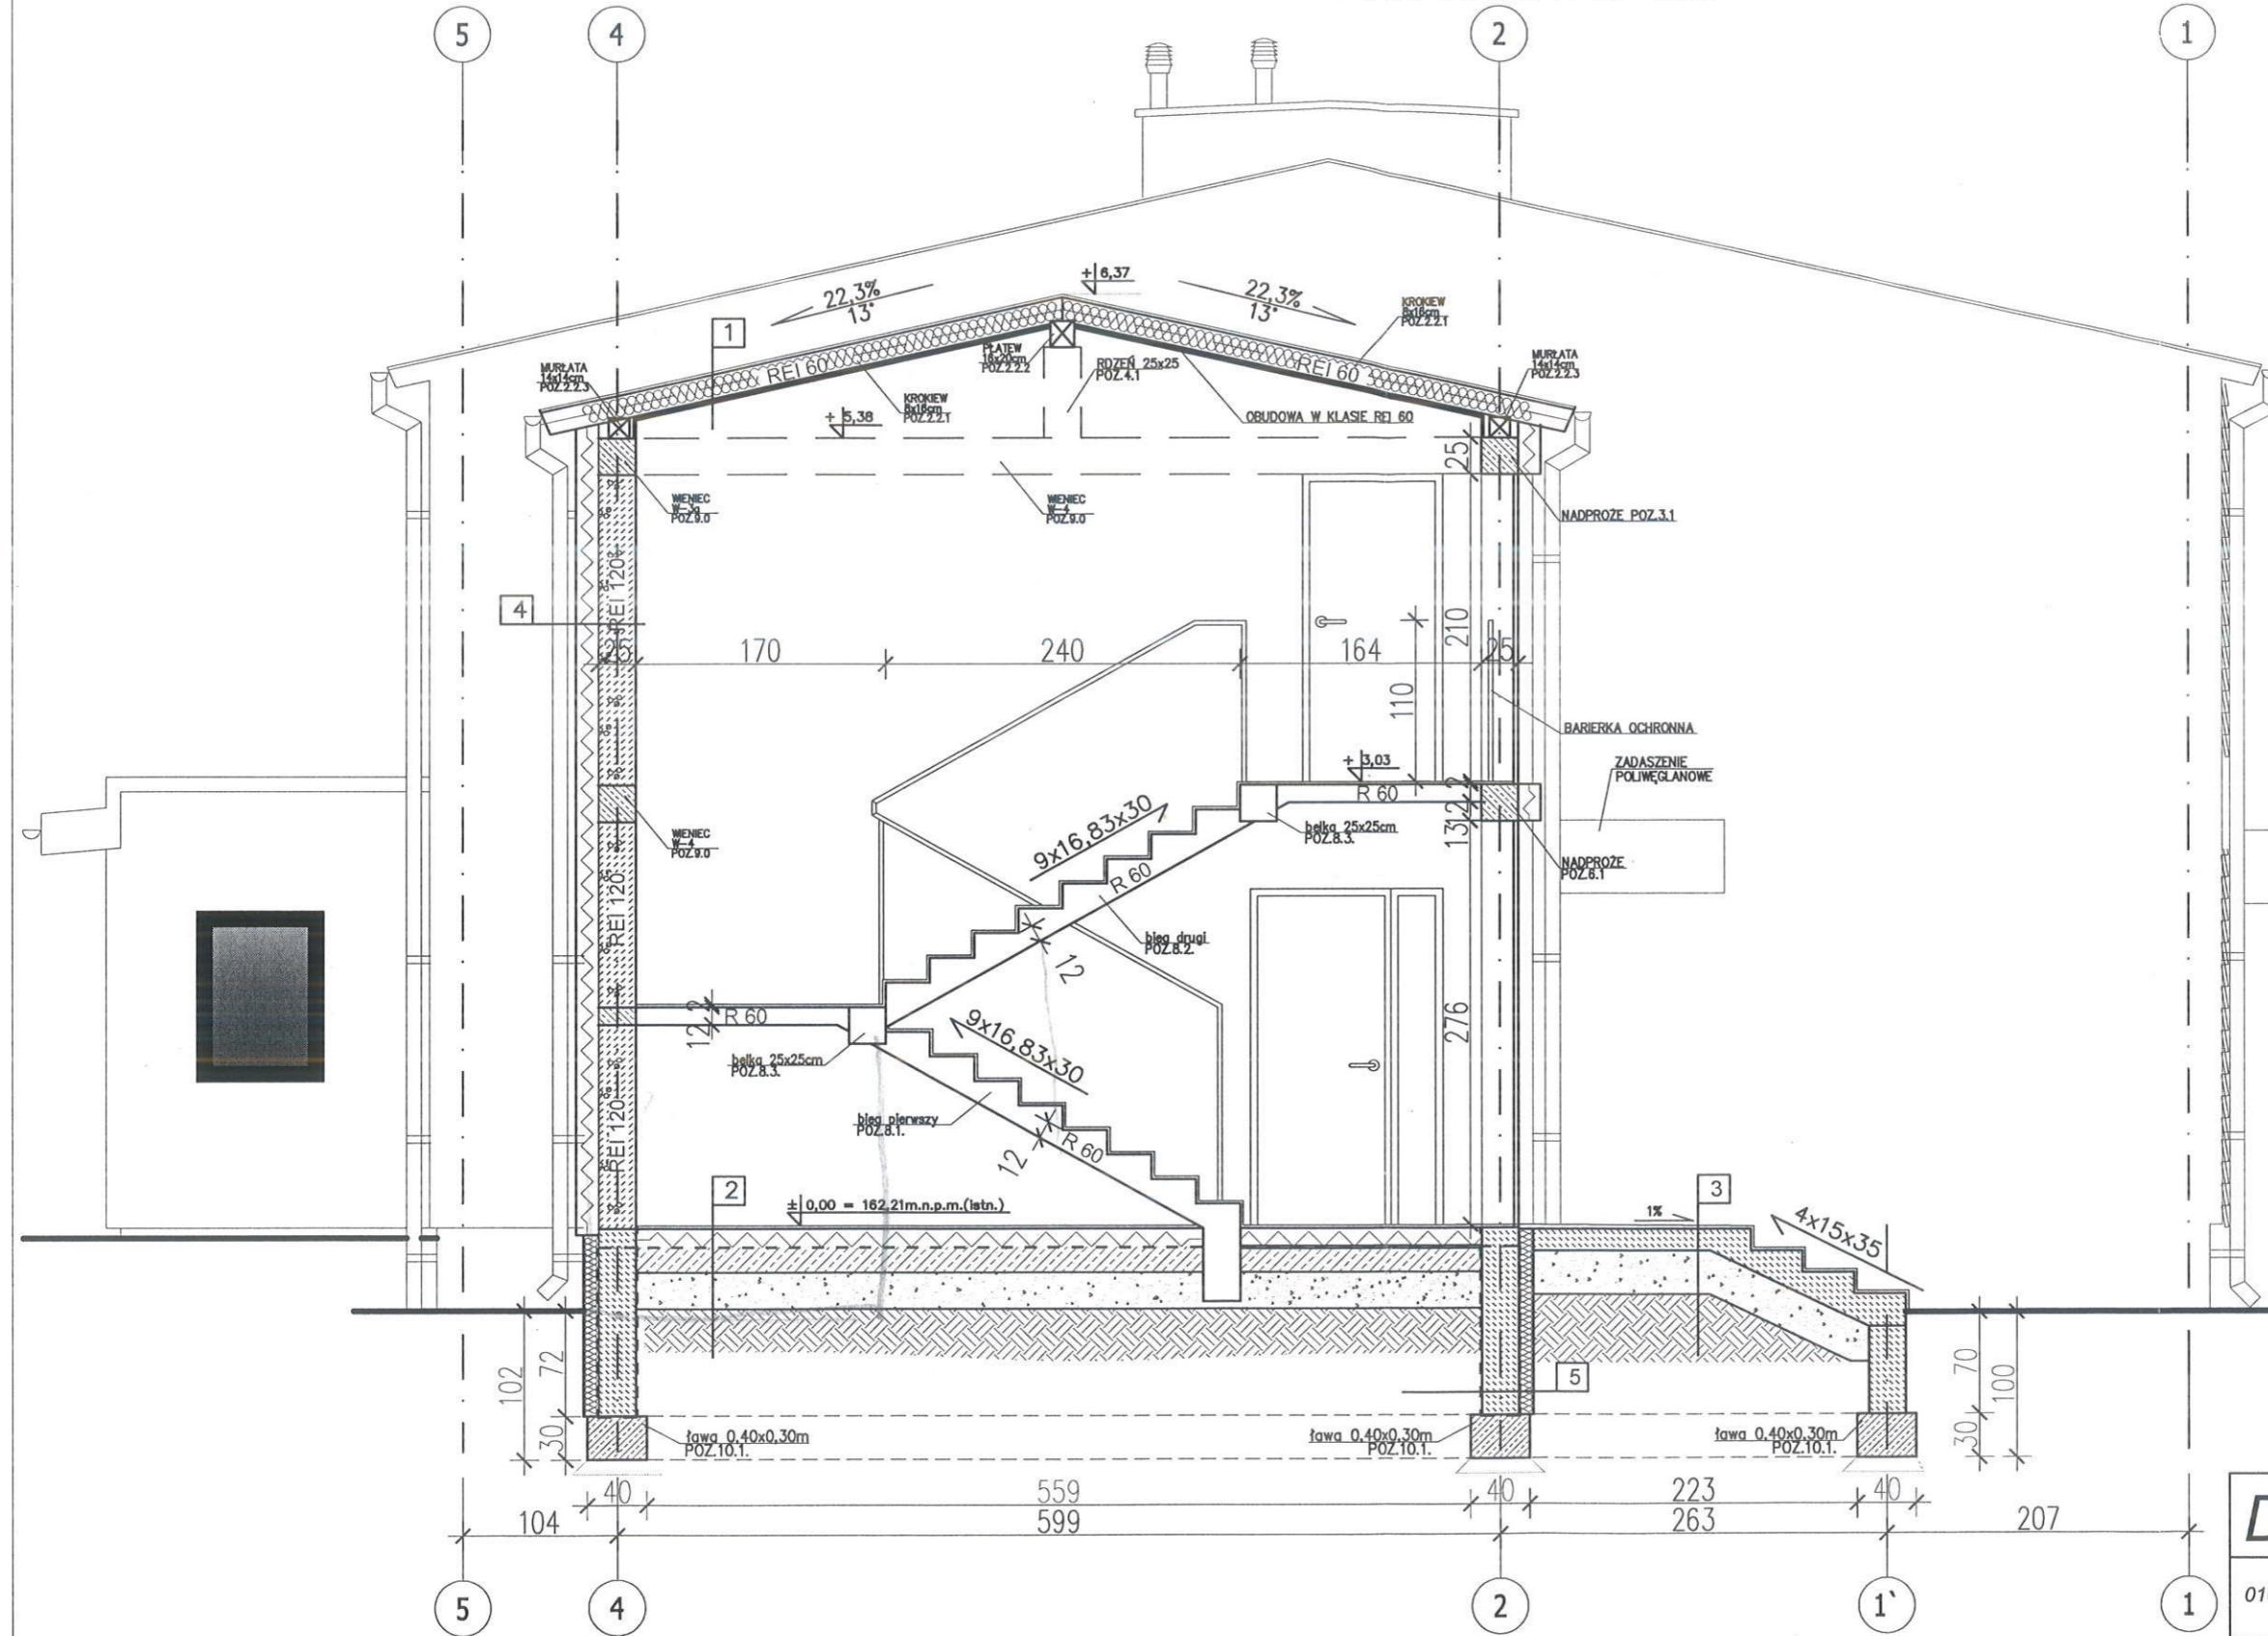 5
4
2
1
+6,37
22,3%
13°
22,3%
13°
KROKIEW
8x18cm
POZ.2.2.1
1
MURŁATA
14x14cm
POZ.2.2.3
PŁATEW
POZ.2.2.2
RDZEŃ 25x25
POZ.4.1
MURŁATA
14x14cm
POZ.2.2.3
REI 60
REI 60
KROKIEW
8x18cm
POZ.2.2.1
+5,38
OBUDOWA W KLASIE REI 60
25
WIENIEC
POZ.9.0
WIENIEC
W-4
POZ.9.0
NADPROŻE POZ.3.1
REI 120
4
25
170
240
164
210
25
110
BARIERKA OCHRONNA
+3,03
ZADASZENIE
POLIWĘGLANOWE
2
R 60
12
13
9x16,83x30
belka 25x25cm
POZ.8.3.
WIENIEC
W-4
POZ.9.0
NADPROŻE
POZ.6.1
R 60
REI 120
bieg drugi
POZ.8.2.
12
2
R 60
12
9x16,83x30
276
belka 25x25cm
POZ.8.3.
bieg pierwszy
POZ.8.1.
REI 120
R 60
12
2
3
±0,00 = 162,21m.n.p.m.(istn.)
1%
4x15x35
102
72
30
5
70
100
30
ława 0,40x0,30m
POZ.10.1.
ława 0,40x0,30m
POZ.10.1.
ława 0,40x0,30m
POZ.10.1.
40
559
40
223
40
104
599
263
207
5
4
2
1`
1
D
01